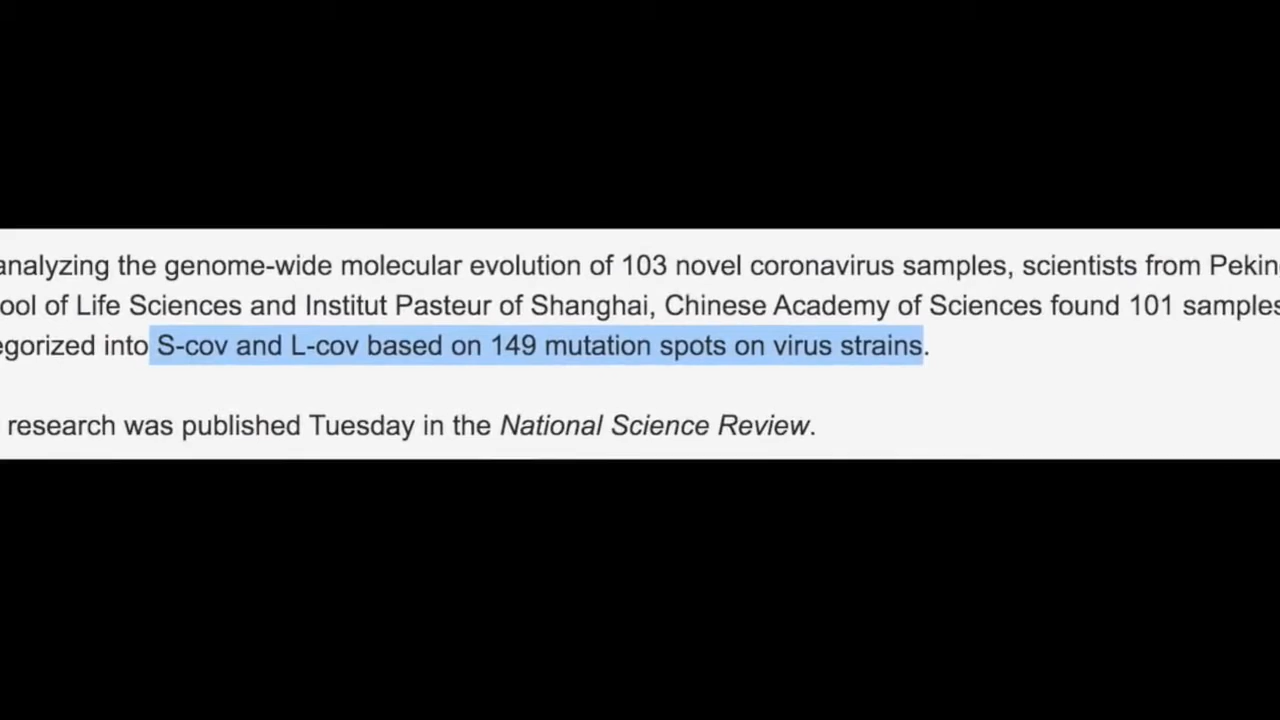 analyzing the genome-wide molecular evolution of 103 novel coronavirus samples, scientists from Pekin
ool of Life Sciences and Institut Pasteur of Shanghai, Chinese Academy of Sciences found 101 samples
egorized into S-cov and L-cov based on 149 mutation spots on virus strains.
research was published Tuesday in the National Science Review.